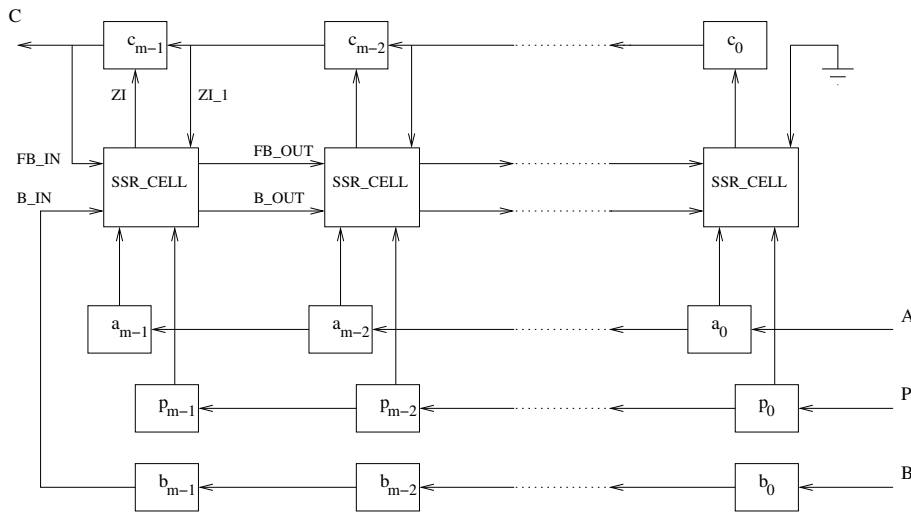 C
c_{m-1} c_{m-2} c_0
ZI ZI_1
FB_IN FB_OUT
SSR_CELL SSR_CELL SSR_CELL
B_IN B_OUT
a_{m-1} a_{m-2} a_0 A
p_{m-1} p_{m-2} p_0 P
b_{m-1} b_{m-2} b_0 B